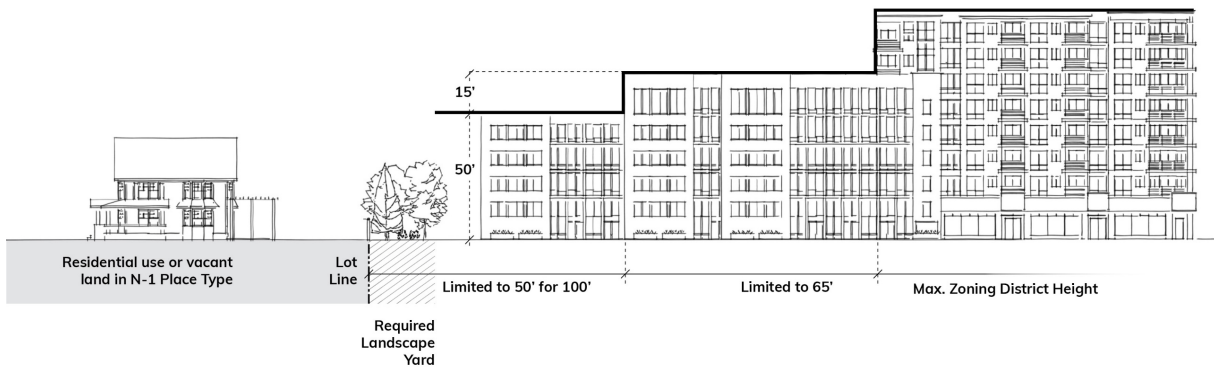 15’
50’
Residential use or vacant
land in N-1 Place Type
Lot
Line
Limited to 50’ for 100’
Limited to 65’
Max. Zoning District Height
Required
Landscape
Yard